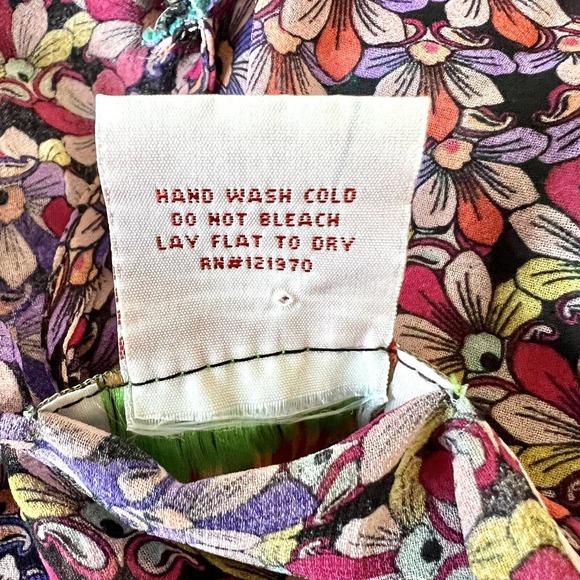 HAND WASH COLD
DO NOT BLEACH
LAY FLAT TO DRY
RN#121970